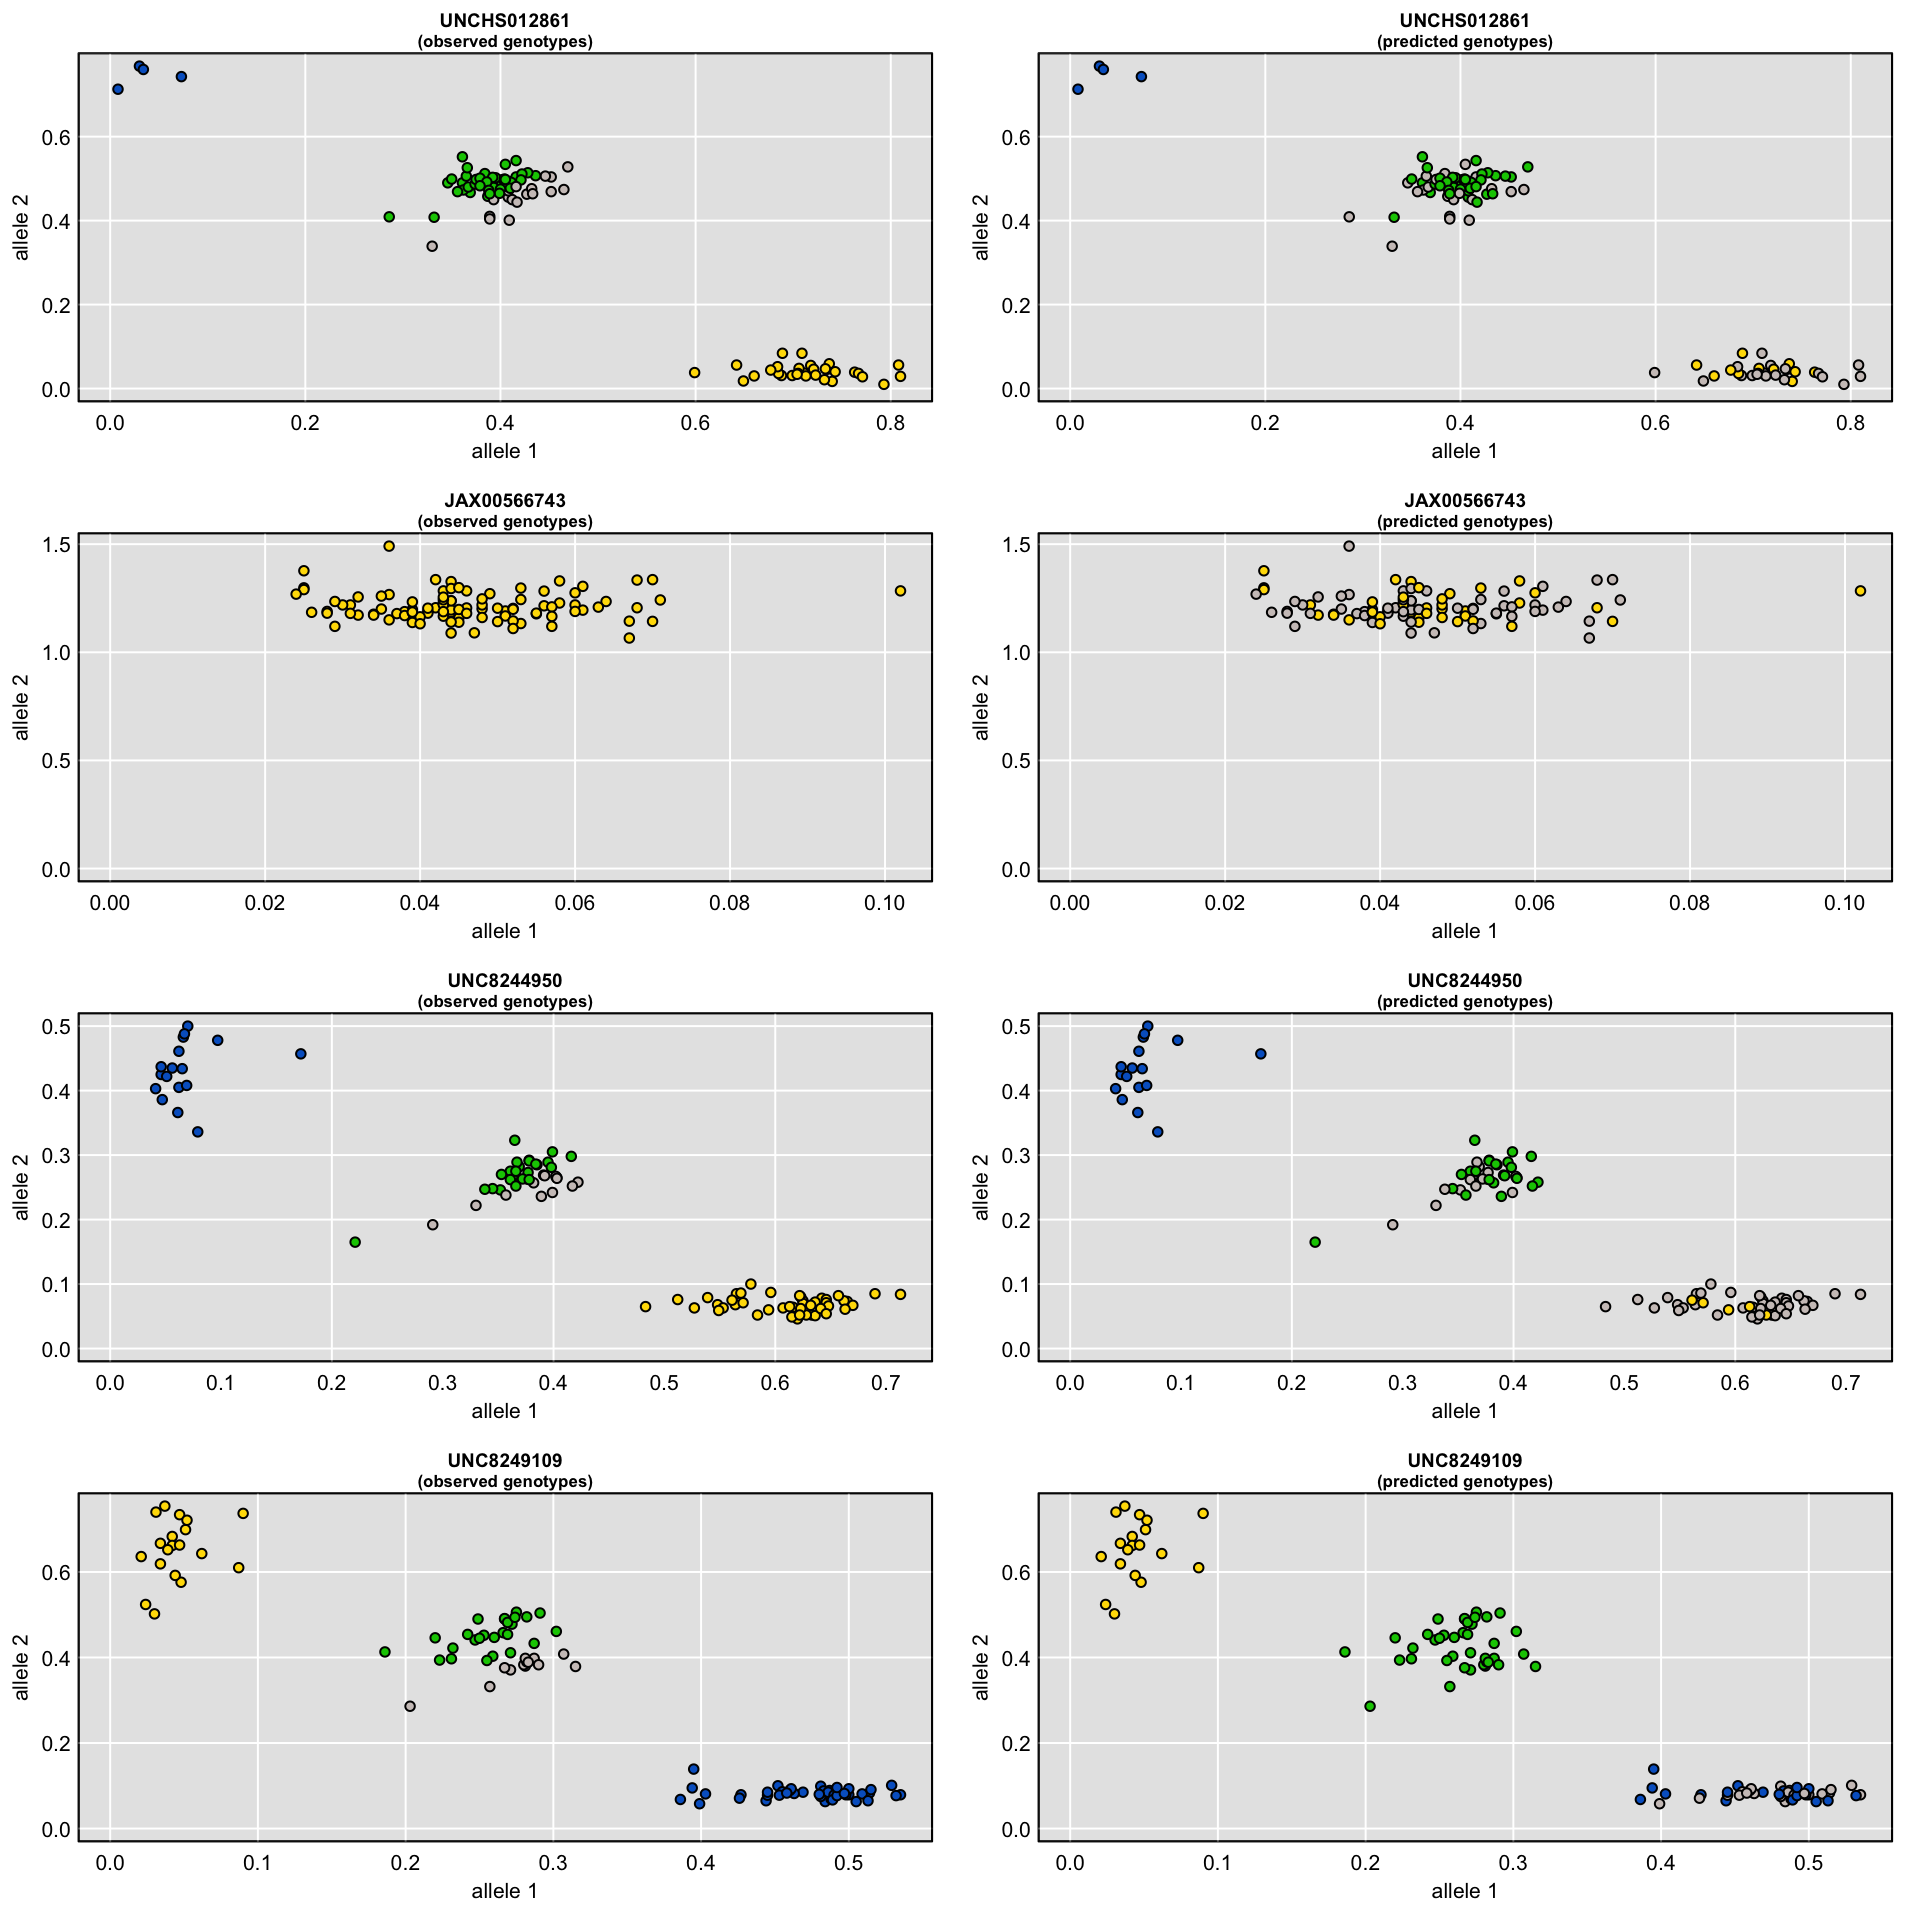 UNCHS012861
(observed genotypes)
allele 2
0.6
0.4
0.2
0.0
0.0 0.2 0.4 0.6 0.8
allele 1
UNCHS012861
(predicted genotypes)
allele 2
0.6
0.4
0.2
0.0
0.0 0.2 0.4 0.6 0.8
allele 1
JAX00566743
(observed genotypes)
allele 2
1.5
1.0
0.5
0.0
0.00 0.02 0.04 0.06 0.08 0.10
allele 1
JAX00566743
(predicted genotypes)
allele 2
1.5
1.0
0.5
0.0
0.00 0.02 0.04 0.06 0.08 0.10
allele 1
UNC8244950
(observed genotypes)
allele 2
0.5
0.4
0.3
0.2
0.1
0.0
0.0 0.1 0.2 0.3 0.4 0.5 0.6 0.7
allele 1
UNC8244950
(predicted genotypes)
allele 2
0.5
0.4
0.3
0.2
0.1
0.0
0.0 0.1 0.2 0.3 0.4 0.5 0.6 0.7
allele 1
UNC8249109
(observed genotypes)
allele 2
0.6
0.4
0.2
0.0
0.0 0.1 0.2 0.3 0.4 0.5
allele 1
UNC8249109
(predicted genotypes)
allele 2
0.6
0.4
0.2
0.0
0.0 0.1 0.2 0.3 0.4 0.5
allele 1